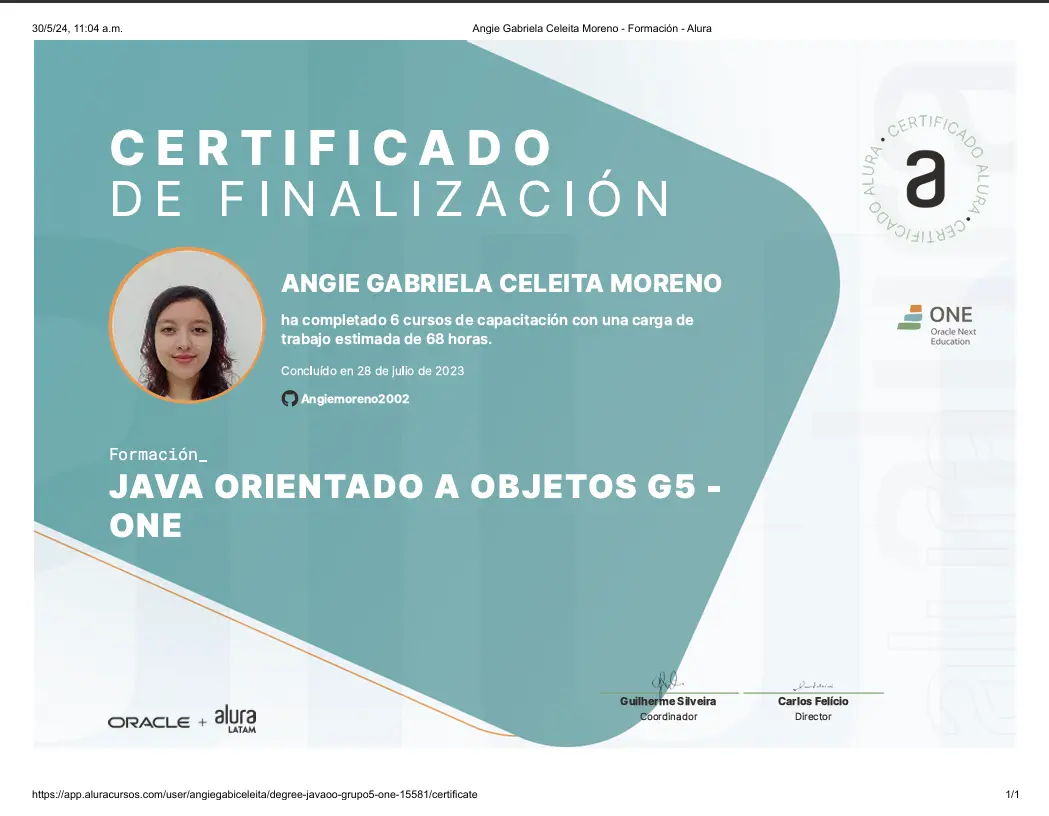 30/5/24, 11:04 a.m.
Angie Gabriela Celeita Moreno - Formación - Alura
CERTIFICADO
DE FINALIZACIÓN
CERTIFICADO ALURA • CERTIFICADO ALURA •
a
ANGIE GABRIELA CELEITA MORENO
ha completado 6 cursos de capacitación con una carga de
trabajo estimada de 68 horas.
Concluído en 28 de julio de 2023
Angiemoreno2002
ONE
Oracle Next
Education
Formación_
JAVA ORIENTADO A OBJETOS G5 -
ONE
Guilherme Silveira
Coordinador
Carlos Felício
Director
ORACLE + alura
LATAM
https://app.aluracursos.com/user/angiegabiceleita/degree-javaoo-grupo5-one-15581/certificate
1/1